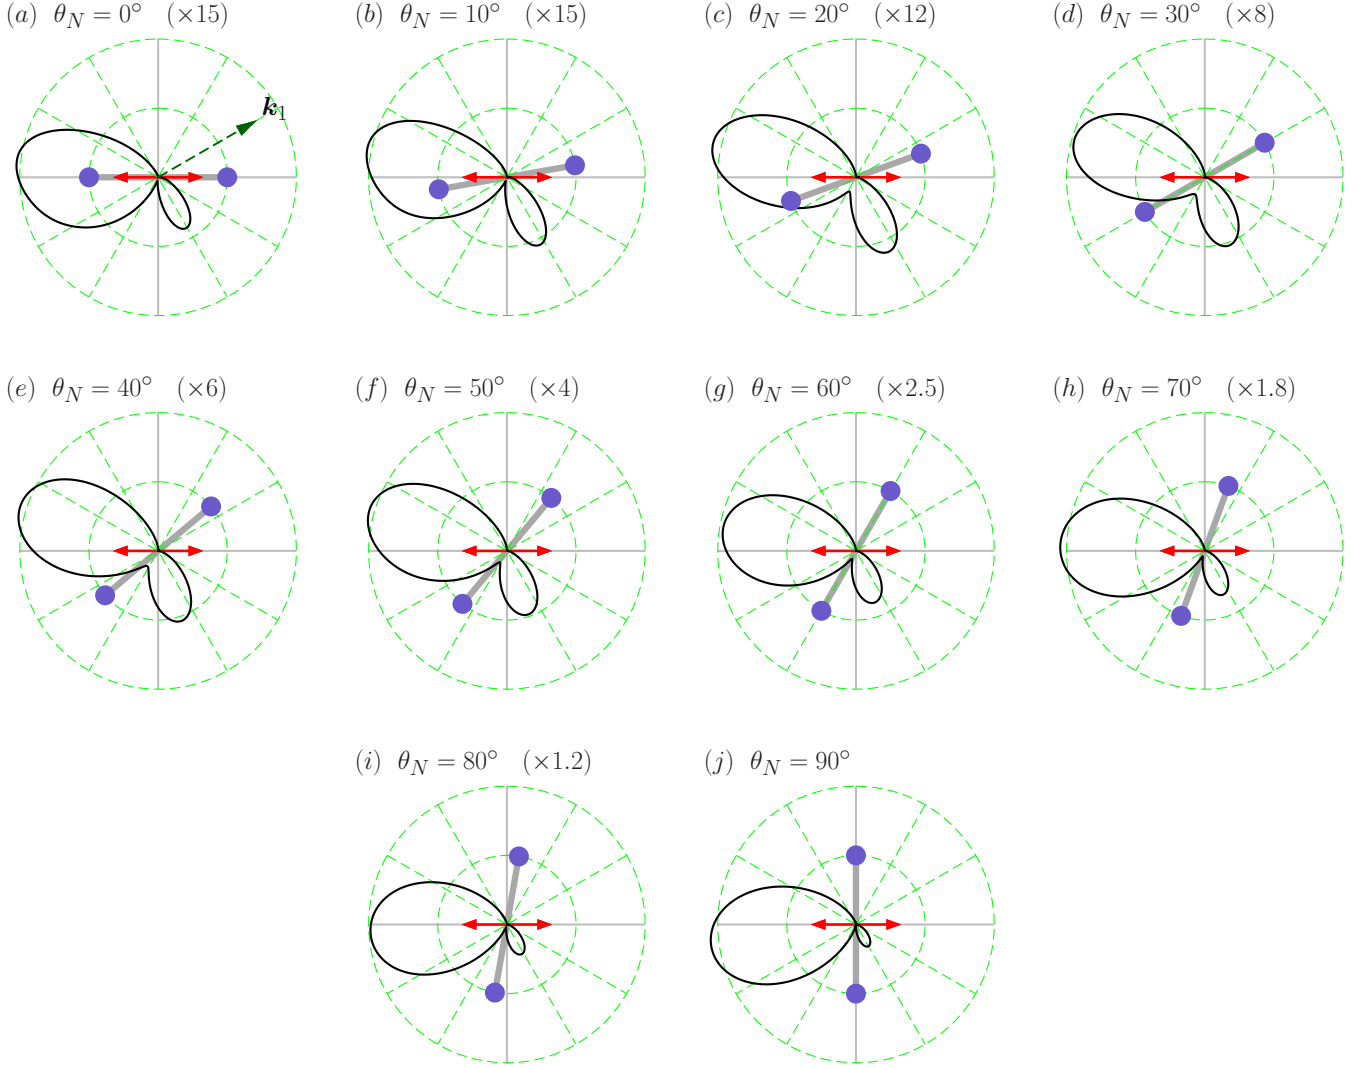 (a) θ_N = 0° (×15)
(b) θ_N = 10° (×15)
(c) θ_N = 20° (×12)
(d) θ_N = 30° (×8)
k₁
(e) θ_N = 40° (×6)
(f) θ_N = 50° (×4)
(g) θ_N = 60° (×2.5)
(h) θ_N = 70° (×1.8)
(i) θ_N = 80° (×1.2)
(j) θ_N = 90°